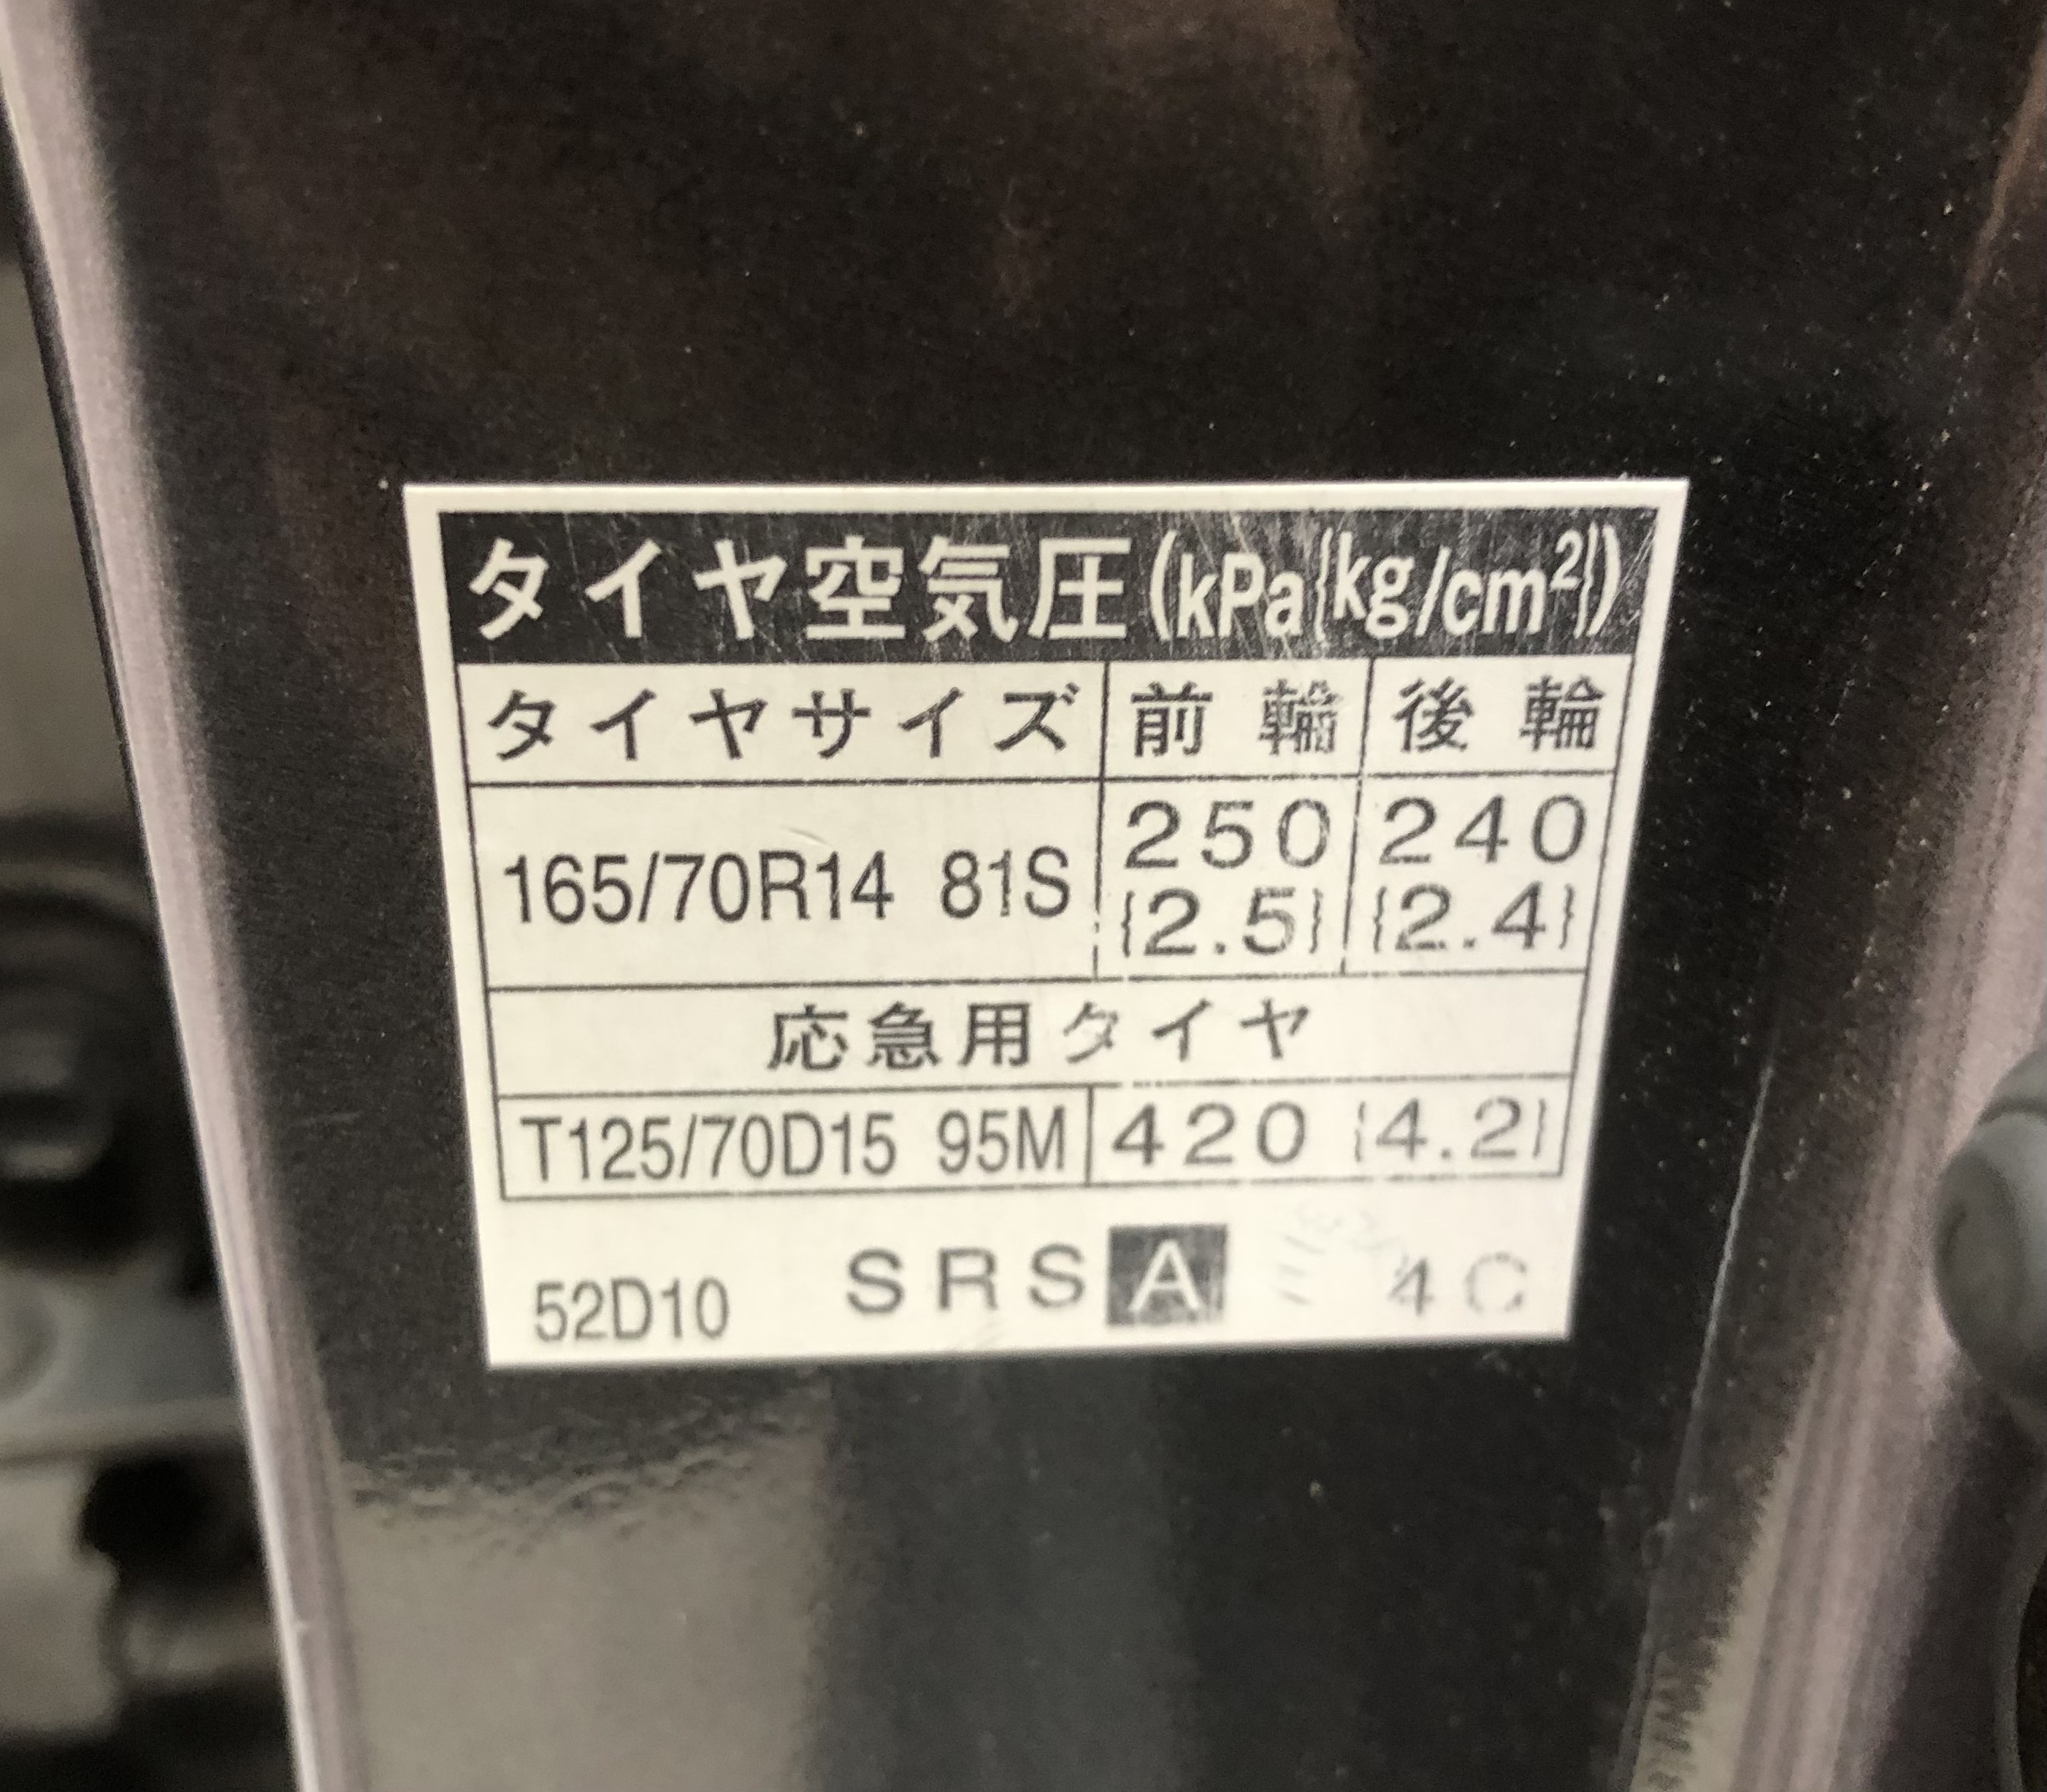 タイヤ空気圧(kPa{kg/cm²})
タイヤサイズ 前輪 後輪
165/70R14 81S 250 {2.5} 240 {2.4}
応急用タイヤ
T125/70D15 95M 420 {4.2}
52D10 SRS A 4C